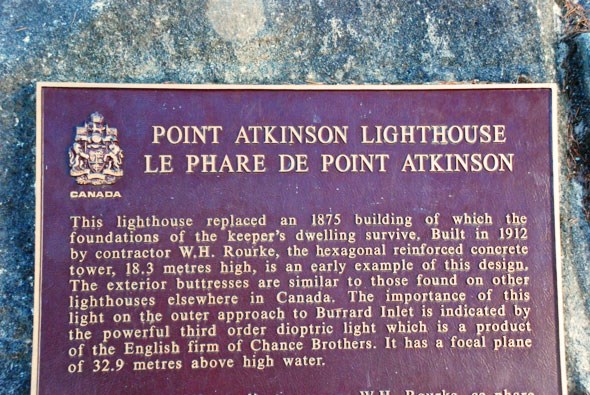 POINT ATKINSON LIGHTHOUSE
LE PHARE DE POINT ATKINSON
CANADA
This lighthouse replaced an 1875 building of which the
foundations of the keeper's dwelling survive. Built in 1912
by contractor W.H. Rourke, the hexagonal reinforced concrete
tower, 18.3 metres high, is an early example of this design.
The exterior buttresses are similar to those found on other
lighthouses elsewhere in Canada. The importance of this
light on the outer approach to Burrard Inlet is indicated by
the powerful third order dioptric light which is a product
of the English firm of Chance Brothers. It has a focal plane
of 32.9 metres above high water.
W.H. Rourke, ce phare